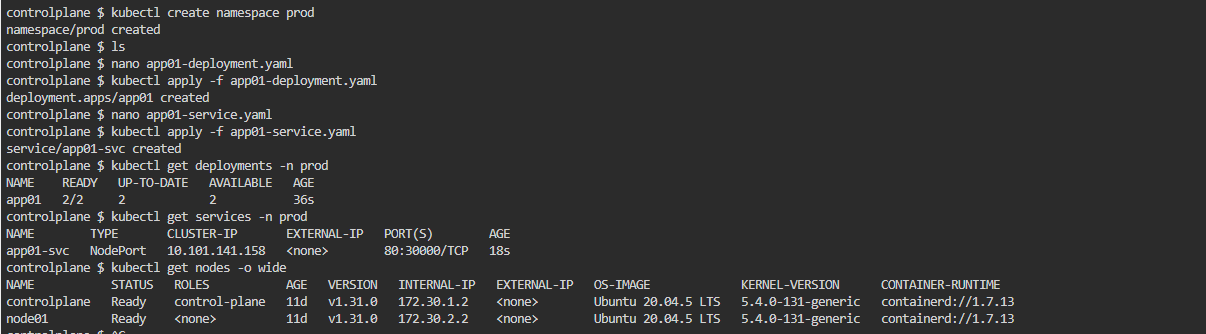 controlplane $ kubectl create namespace prod
namespace/prod created
controlplane $ ls
controlplane $ nano app01-deployment.yaml
controlplane $ kubectl apply -f app01-deployment.yaml
deployment.apps/app01 created
controlplane $ nano app01-service.yaml
controlplane $ kubectl apply -f app01-service.yaml
service/app01-svc created
controlplane $ kubectl get deployments -n prod
NAME    READY   UP-TO-DATE   AVAILABLE   AGE
app01   2/2     2            2           36s
controlplane $ kubectl get services -n prod
NAME        TYPE       CLUSTER-IP       EXTERNAL-IP   PORT(S)        AGE
app01-svc   NodePort   10.101.141.158   <none>        80:30000/TCP   18s
controlplane $ kubectl get nodes -o wide
NAME           STATUS   ROLES           AGE   VERSION   INTERNAL-IP   EXTERNAL-IP   OS-IMAGE             KERNEL-VERSION      CONTAINER-RUNTIME
controlplane   Ready    control-plane   11d   v1.31.0   172.30.1.2    <none>        Ubuntu 20.04.5 LTS   5.4.0-131-generic   containerd://1.7.13
node01         Ready    <none>          11d   v1.31.0   172.30.2.2    <none>        Ubuntu 20.04.5 LTS   5.4.0-131-generic   containerd://1.7.13
controlplane $